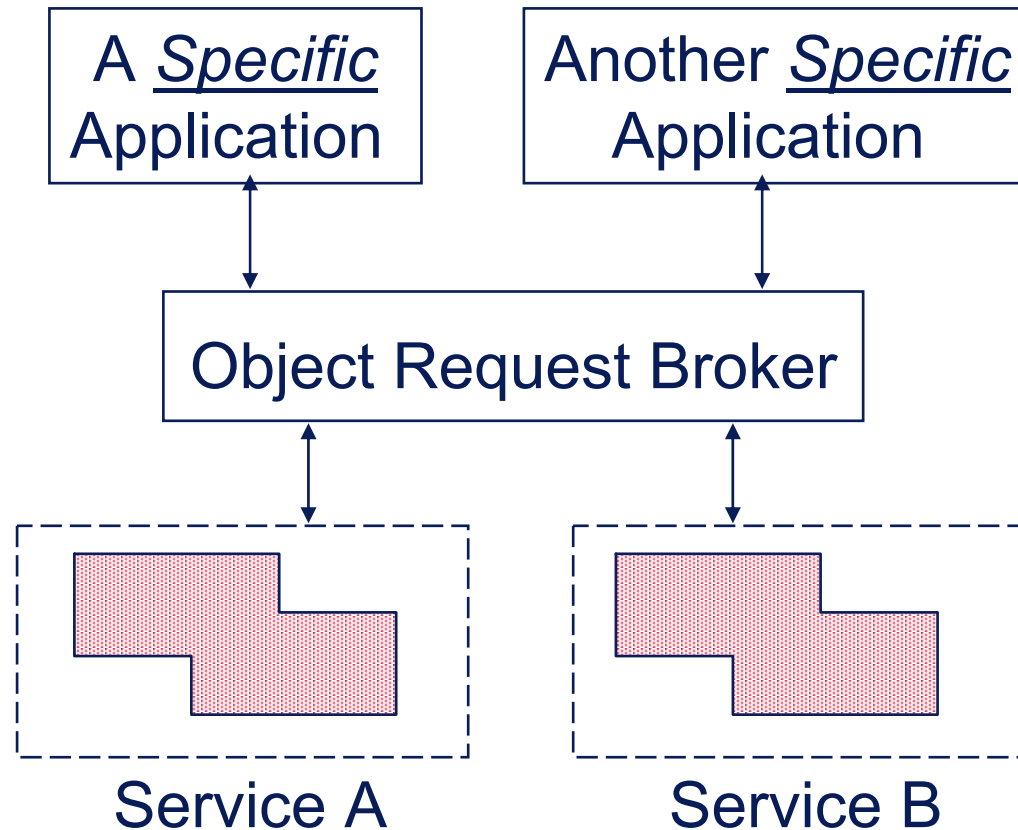 A Specific
Application
Another Specific
Application
Object Request Broker
Service A
Service B